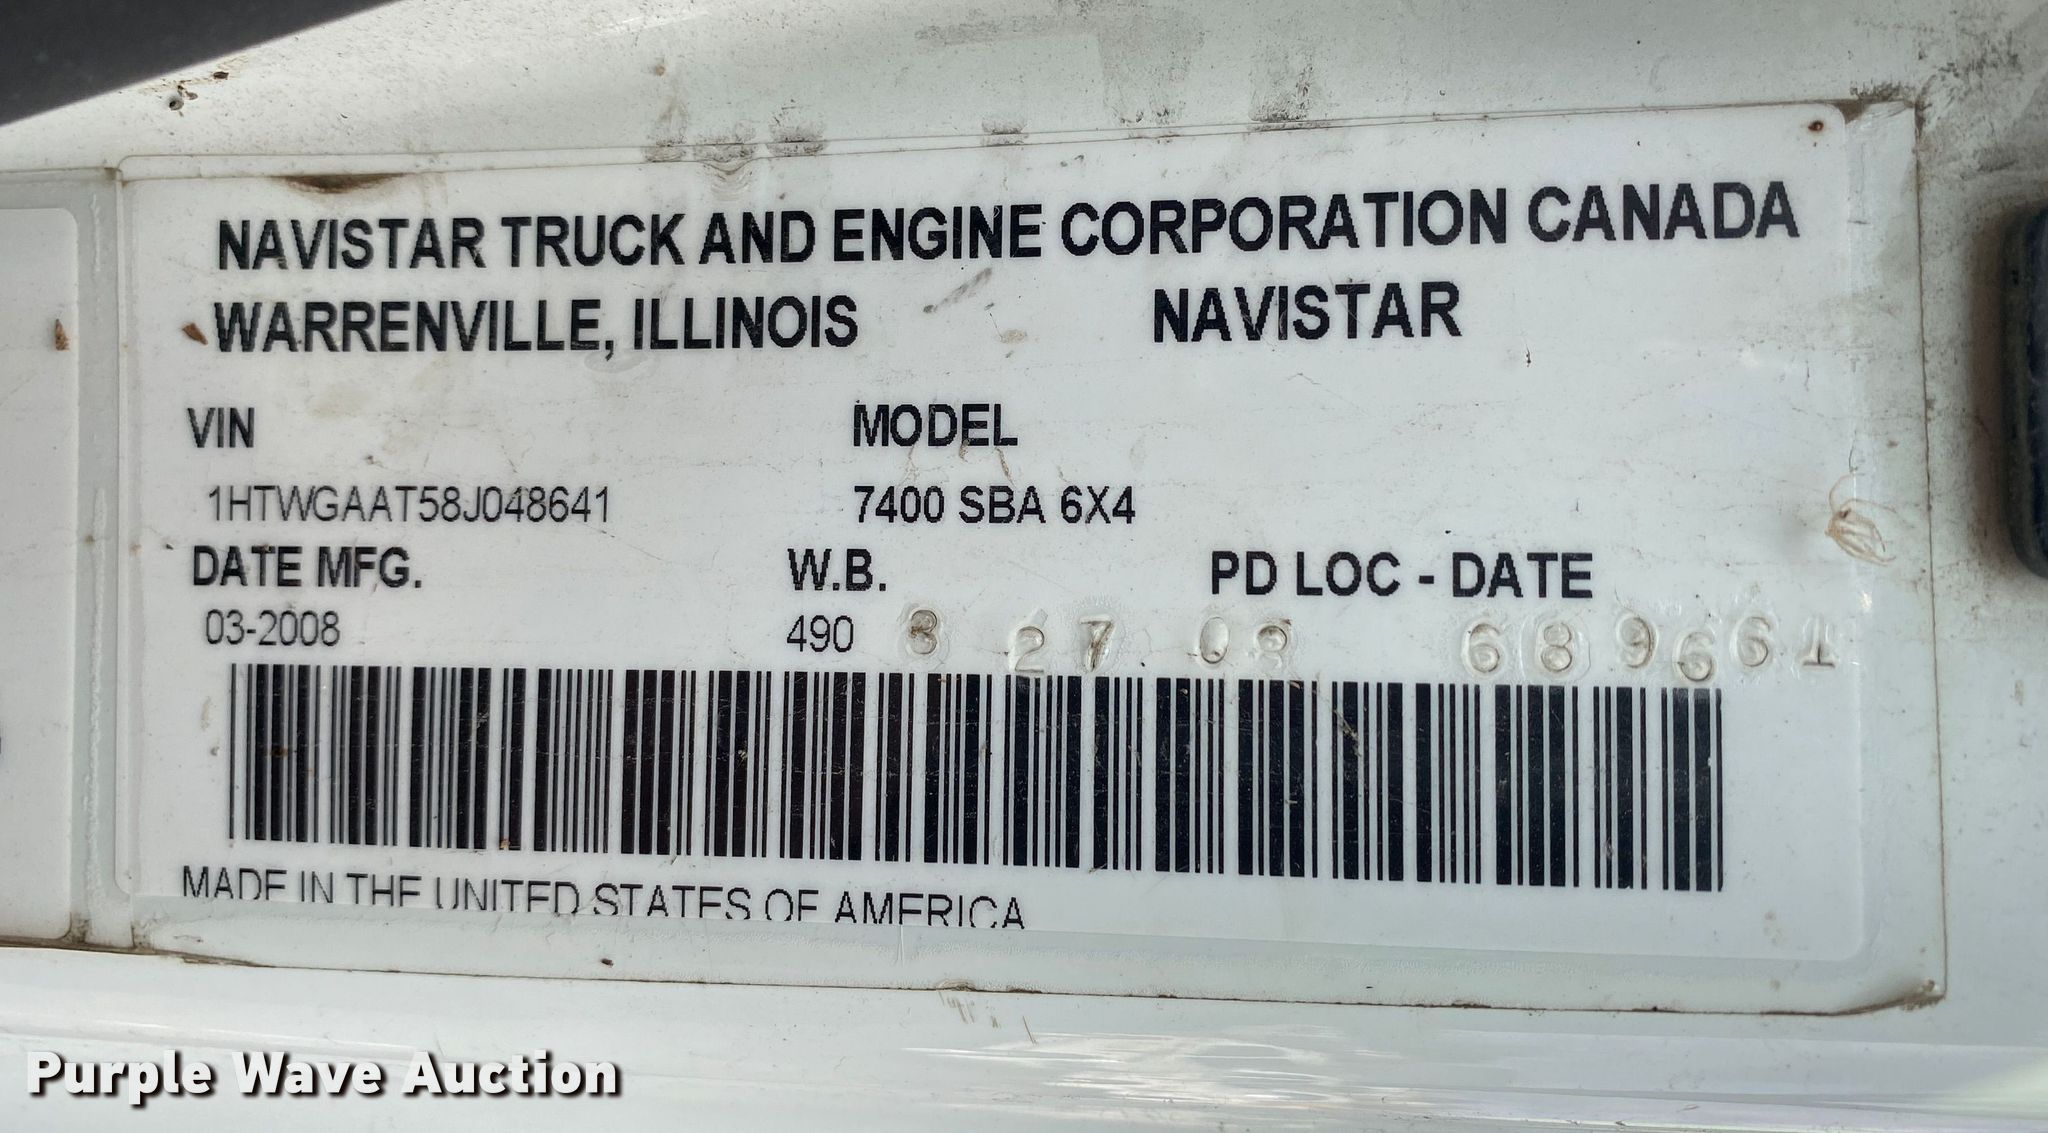 NAVISTAR TRUCK AND ENGINE CORPORATION CANADA
WARRENVILLE, ILLINOIS NAVISTAR
VIN MODEL
1HTWGAAT58J048641 7400 SBA 6X4
DATE MFG. W.B. PD LOC - DATE
03-2008 490 3 27 08 689661
MADE IN THE UNITED STATES OF AMERICA
Purple Wave Auction